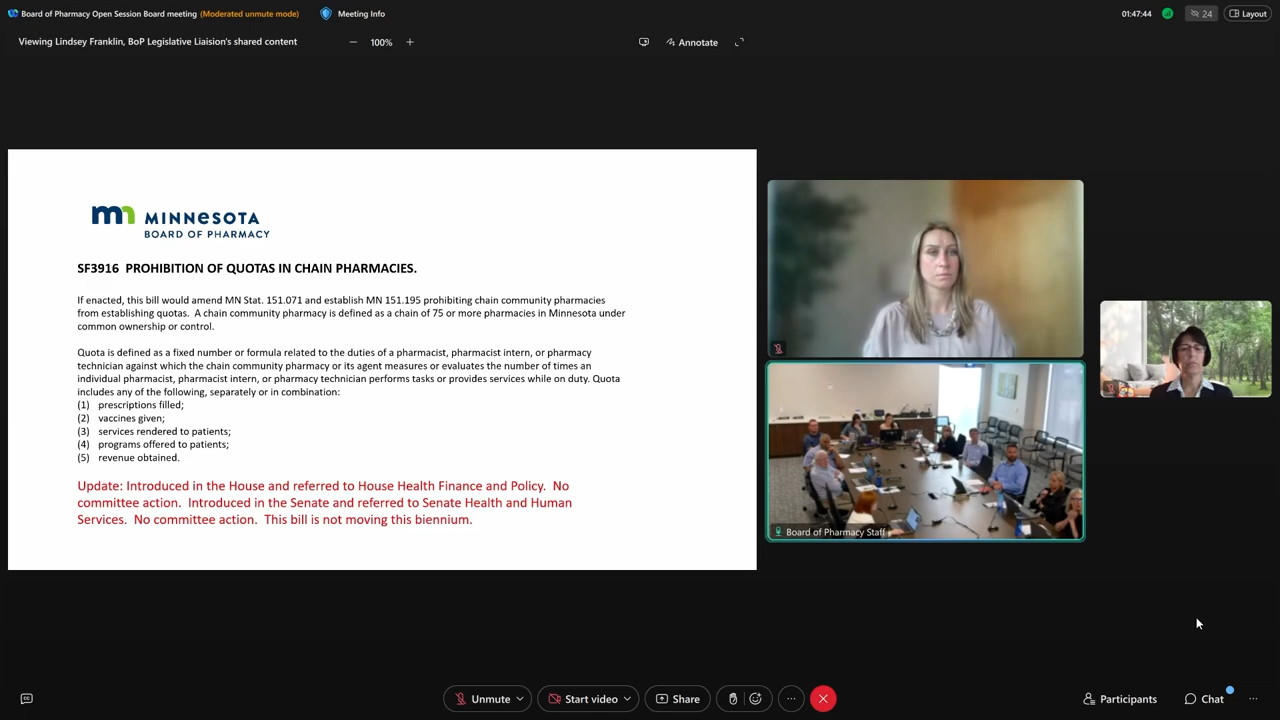 Board of Pharmacy Open Session Board meeting (Moderated unmute mode) Meeting Info 01:47:44 24 Layout
Viewing Lindsey Franklin, BoP Legislative Liaision's shared content 100% Annotate
mn MINNESOTA
BOARD OF PHARMACY
SF3916 PROHIBITION OF QUOTAS IN CHAIN PHARMACIES.
If enacted, this bill would amend MN Stat. 151.071 and establish MN 151.195 prohibiting chain community pharmacies
from establishing quotas. A chain community pharmacy is defined as a chain of 75 or more pharmacies in Minnesota under
common ownership or control.
Quota is defined as a fixed number or formula related to the duties of a pharmacist, pharmacist intern, or pharmacy
technician against which the chain community pharmacy or its agent measures or evaluates the number of times an
individual pharmacist, pharmacist intern, or pharmacy technician performs tasks or provides services while on duty. Quota
includes any of the following, separately or in combination:
(1) prescriptions filled;
(2) vaccines given;
(3) services rendered to patients;
(4) programs offered to patients;
(5) revenue obtained.
Update: Introduced in the House and referred to House Health Finance and Policy. No
committee action. Introduced in the Senate and referred to Senate Health and Human
Services. No committee action. This bill is not moving this biennium.
Board of Pharmacy Staff
Unmute Start video Share Participants Chat